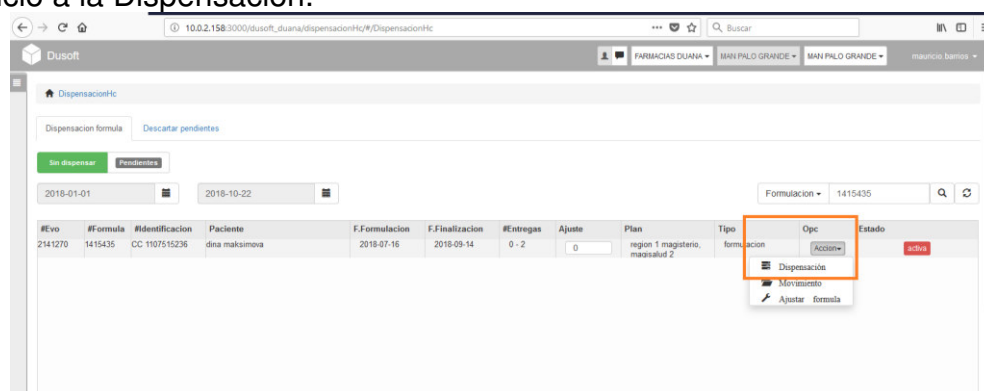 cio a la Dispensación.
10.0.2.158:3000/dusoft_duana/dispensacionHc/#/DispensacionHc
Buscar
Dusoft
FARMACIAS DUANA
MAN PALO GRANDE
MAN PALO GRANDE
mauricio.barrios
DispensacionHc
Dispensacion formula
Descartar pendientes
Sin dispensar
Pendientes
2018-01-01
2018-10-22
Formulacion
1415435
#Evo #Formula #Identificacion Paciente F.Formulacion F.Finalizacion #Entregas Ajuste Plan Tipo Opc Estado
2141270 1415435 CC 1107515236 dina maksimova 2018-07-16 2018-09-14 0 - 2 0 region 1 magisterio, formulacion Accion activa
magisalud 2
Dispensación
Movimiento
Ajustar formula